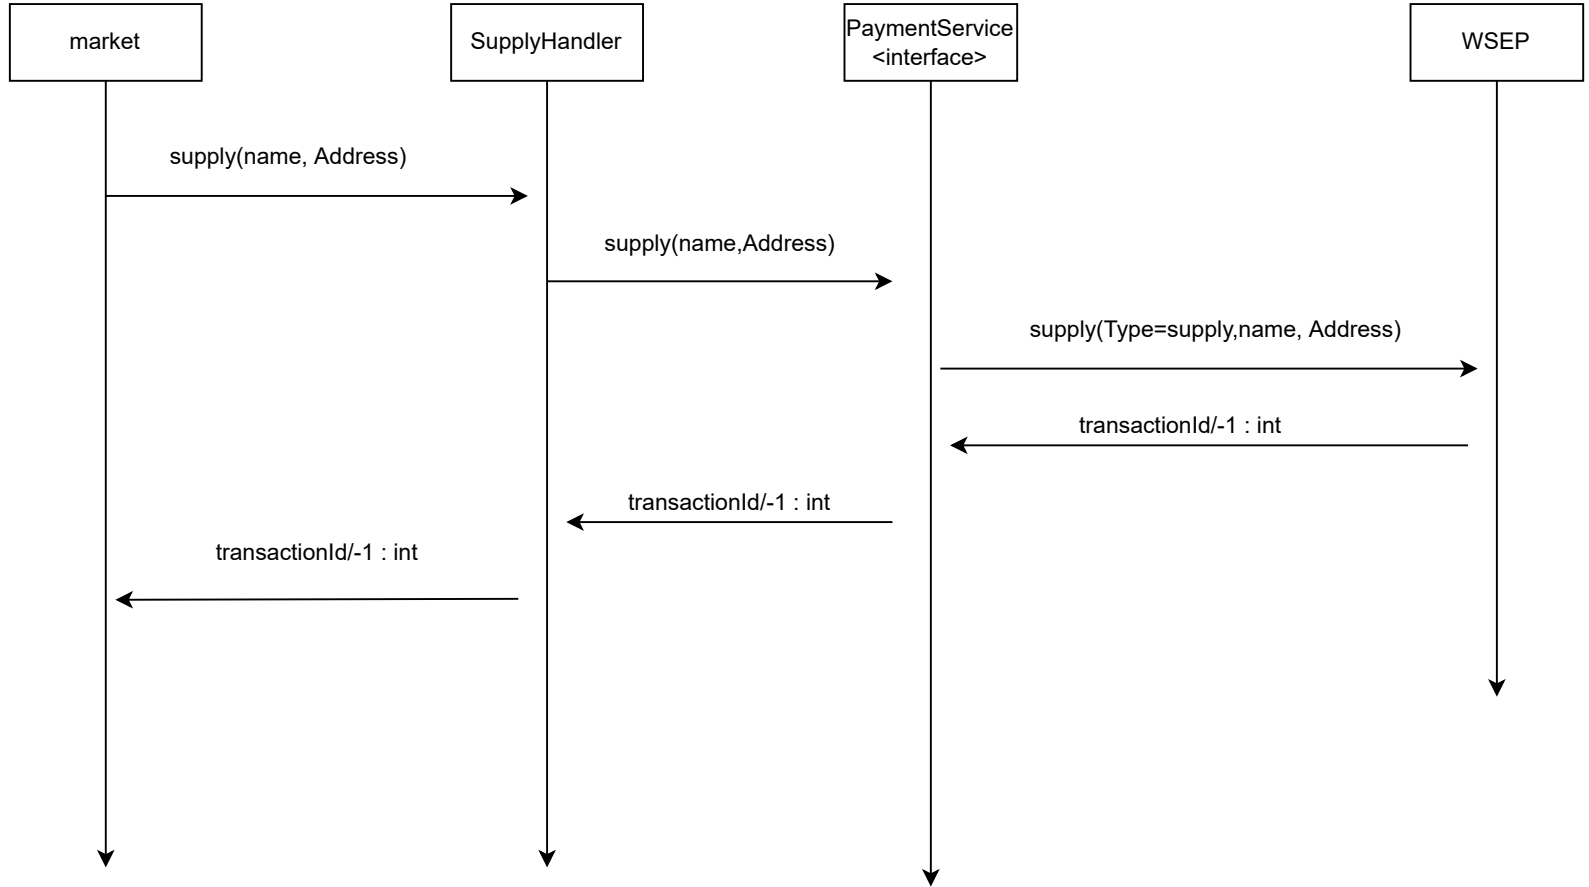 market
SupplyHandler
PaymentService
<interface>
WSEP
supply(name, Address)
supply(name,Address)
supply(Type=supply,name, Address)
transactionId/-1 : int
transactionId/-1 : int
transactionId/-1 : int